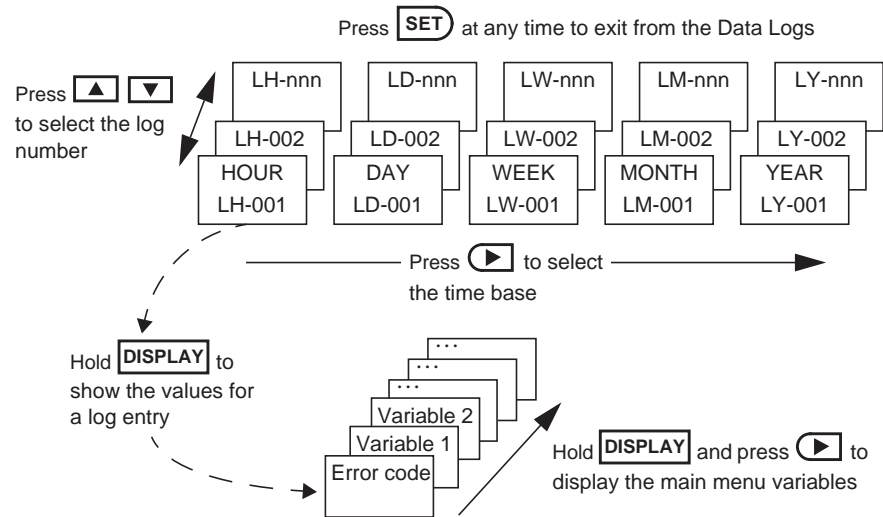 Press SET at any time to exit from the Data Logs
Press ▲ ▼
to select the log
number
LH-nnn LD-nnn LW-nnn LM-nnn LY-nnn
LH-002 LD-002 LW-002 LM-002 LY-002
HOUR DAY WEEK MONTH YEAR
LH-001 LD-001 LW-001 LM-001 LY-001
Press ▶ to select
the time base
Hold DISPLAY to
show the values for
a log entry
...
...
...
Variable 2
Variable 1
Error code
Hold DISPLAY and press ▶ to
display the main menu variables